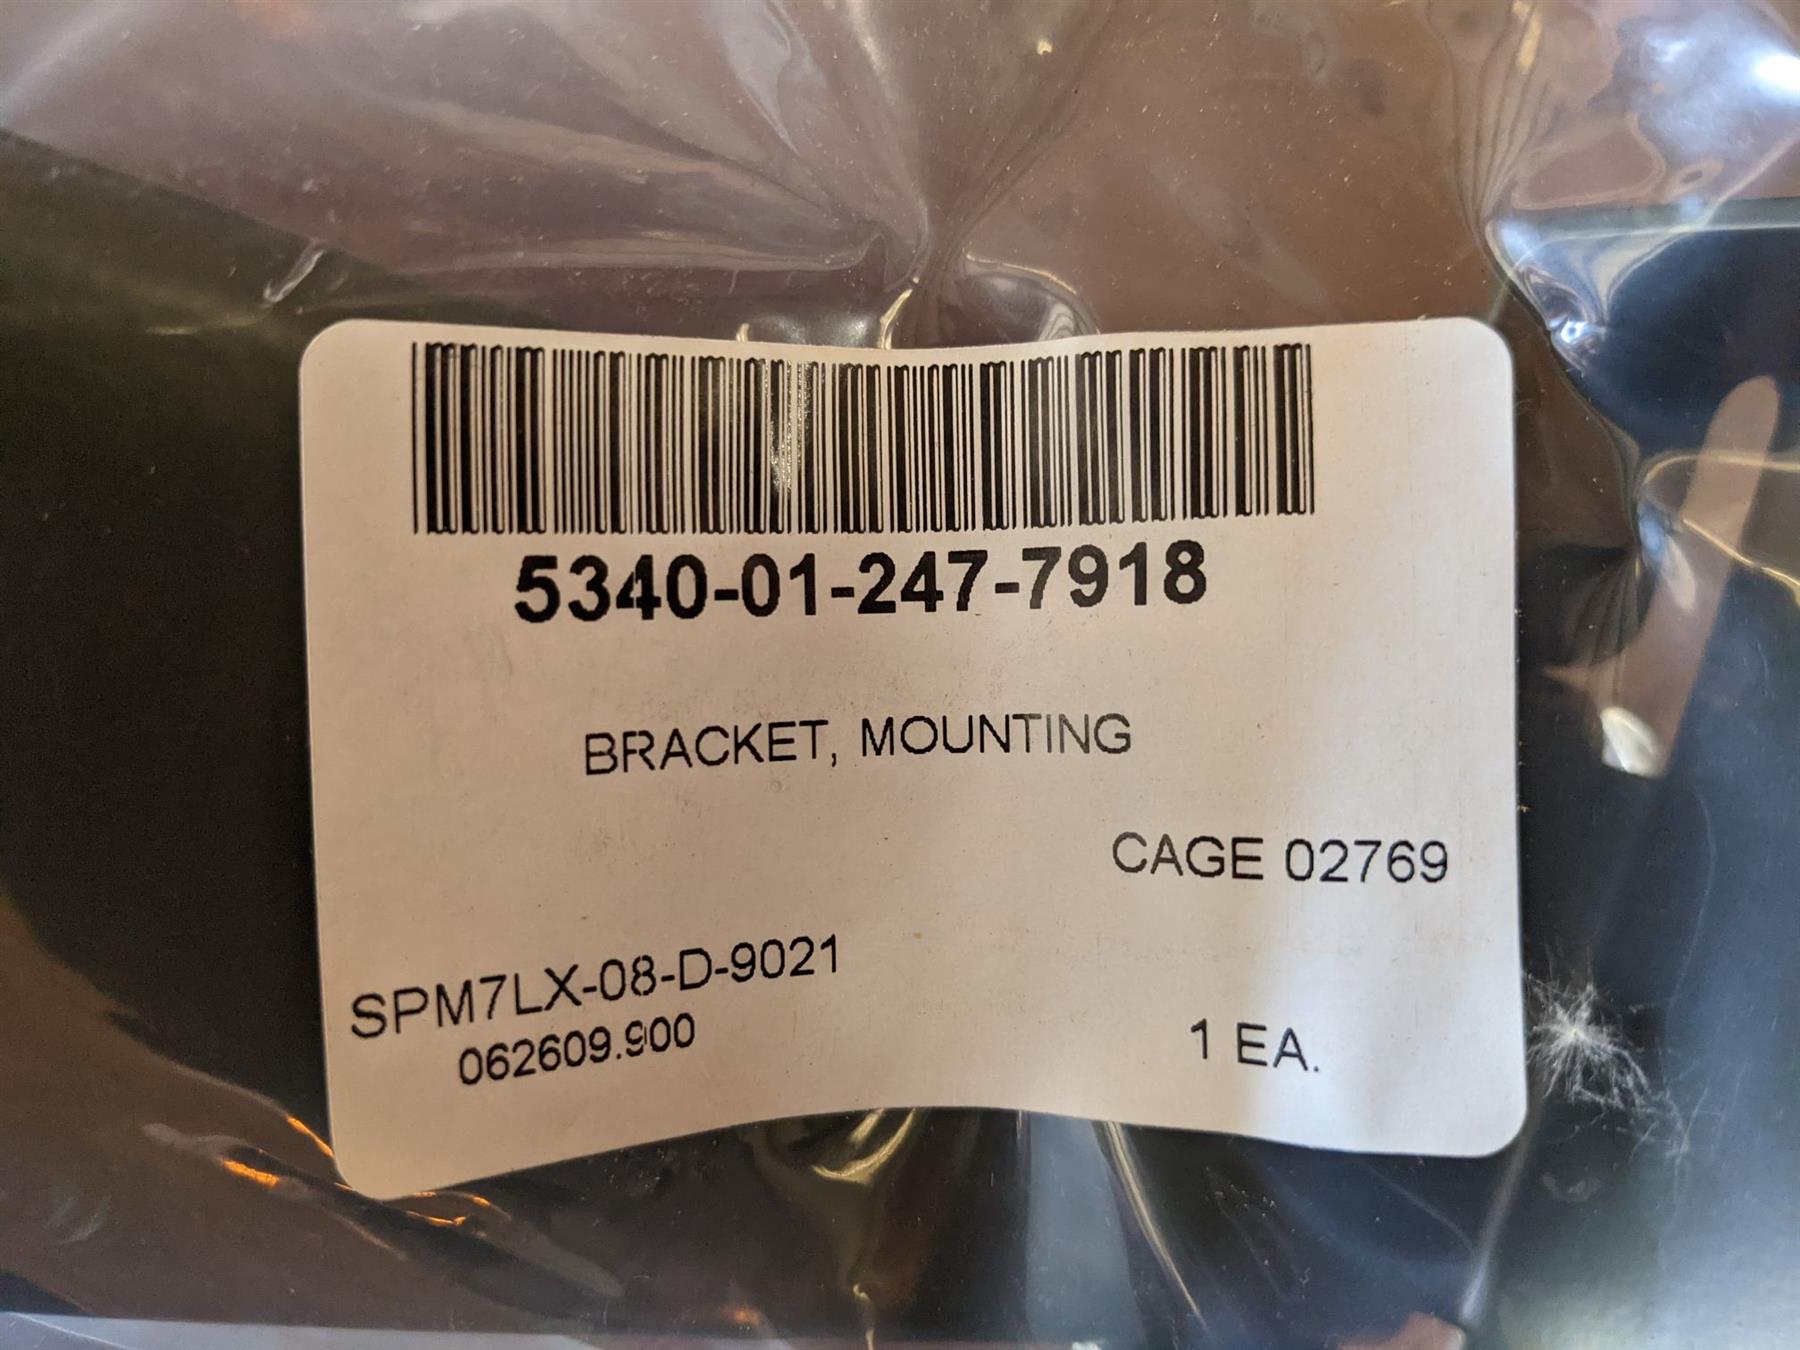 5340-01-247-7918
BRACKET, MOUNTING
CAGE 02769
SPM7LX-08-D-9021
062609.900
1 EA.